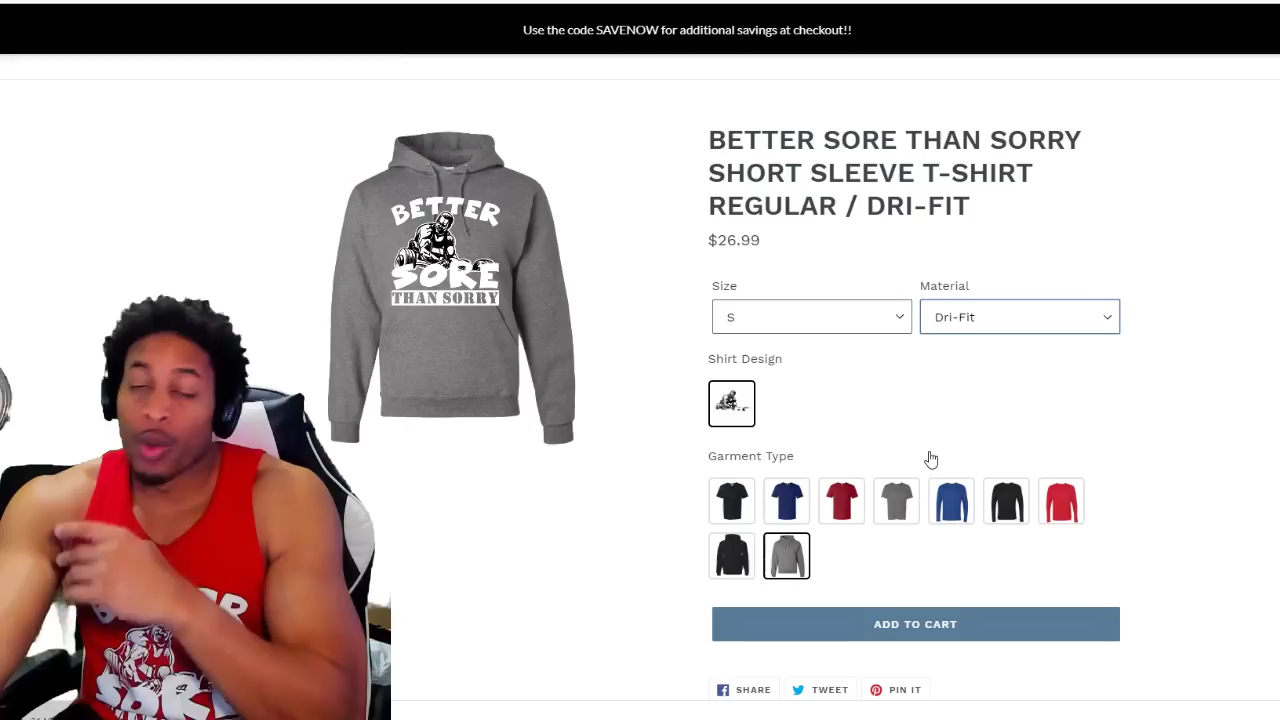 Use the code SAVENOW for additional savings at checkout!!
BETTER
SORE
THAN SORRY
BETTER SORE THAN SORRY
SHORT SLEEVE T-SHIRT
REGULAR / DRI-FIT
$26.99
Size
Material
S
Dri-Fit
Shirt Design
Garment Type
ADD TO CART
SHARE
TWEET
PIN IT